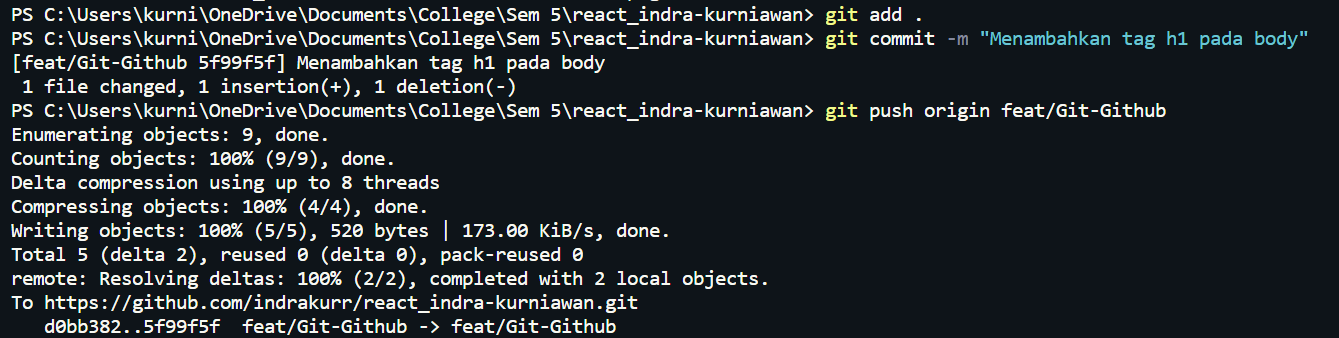 PS C:\Users\kurni\OneDrive\Documents\College\Sem 5\react_indra-kurniawan> git add .
PS C:\Users\kurni\OneDrive\Documents\College\Sem 5\react_indra-kurniawan> git commit -m "Menambahkan tag h1 pada body"
[feat/Git-Github 5f99f5f] Menambahkan tag h1 pada body
 1 file changed, 1 insertion(+), 1 deletion(-)
PS C:\Users\kurni\OneDrive\Documents\College\Sem 5\react_indra-kurniawan> git push origin feat/Git-Github
Enumerating objects: 9, done.
Counting objects: 100% (9/9), done.
Delta compression using up to 8 threads
Compressing objects: 100% (4/4), done.
Writing objects: 100% (5/5), 520 bytes | 173.00 KiB/s, done.
Total 5 (delta 2), reused 0 (delta 0), pack-reused 0
remote: Resolving deltas: 100% (2/2), completed with 2 local objects.
To https://github.com/indrakurr/react_indra-kurniawan.git
   d0bb382..5f99f5f  feat/Git-Github -> feat/Git-Github